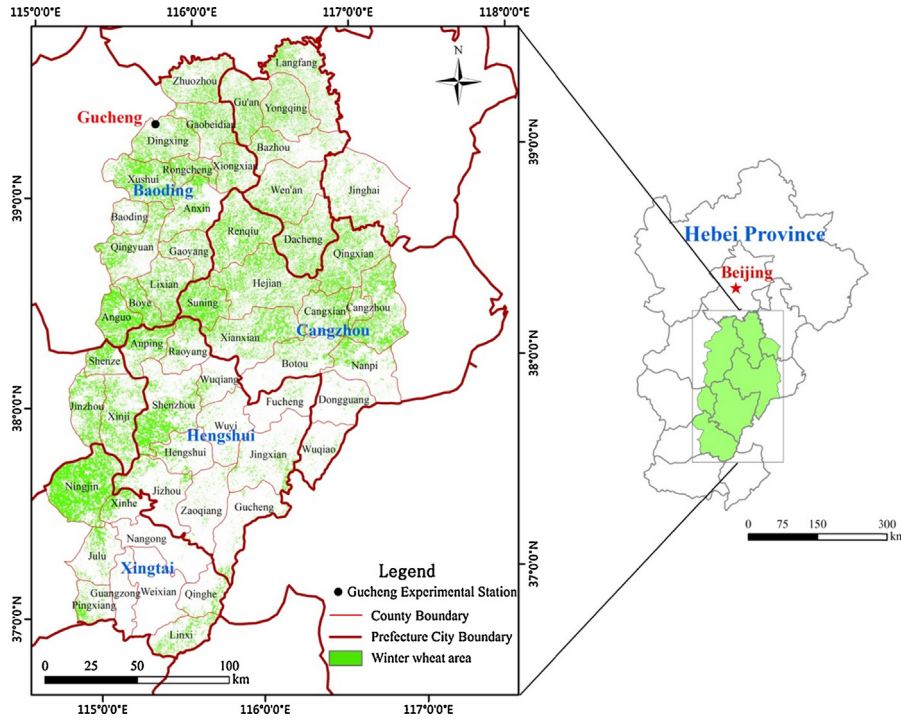 115°0'0"E
116°0'0"E
117°0'0"E
118°0'0"E
N
Langfang
Zhuozhou
Gu'an
Yongqing
Gucheng
Gaobeidian
Dingxing
Bazhou
39°0'0"N
39°0'0"N
Xushui
Rongcheng
Xiongxian
Baoding
Wen'an
Jinghai
Baoding
Anxin
Renqiu
Dacheng
Qingyuan
Gaoyang
Qingxian
Hebei Province
Beijing
Lixian
Hejian
Boye
Suning
Anguo
Cangxian
Cangzhou
Cangzhou
Xianxian
Anping
Raoyang
Shenze
Botou
Nanpi
38°0'0"N
38°0'0"N
Wuqiang
Jinzhou
Xinji
Shenzhou
Fucheng
Dongguang
Wuyi
Hengshui
Hengshui
Jingxian
Wuqiao
Ningjin
Jizhou
Xinhe
Zaoqiang
Gucheng
0 75 150 300
km
Nangong
Julu
Xingtai
37°0'0"N
37°0'0"N
Guangzong
Weixian
Qinghe
Pingxiang
Linxi
Legend
Gucheng Experimental Station
County Boundary
Prefecture City Boundary
Winter wheat area
0 25 50 100
km
115°0'0"E
116°0'0"E
117°0'0"E